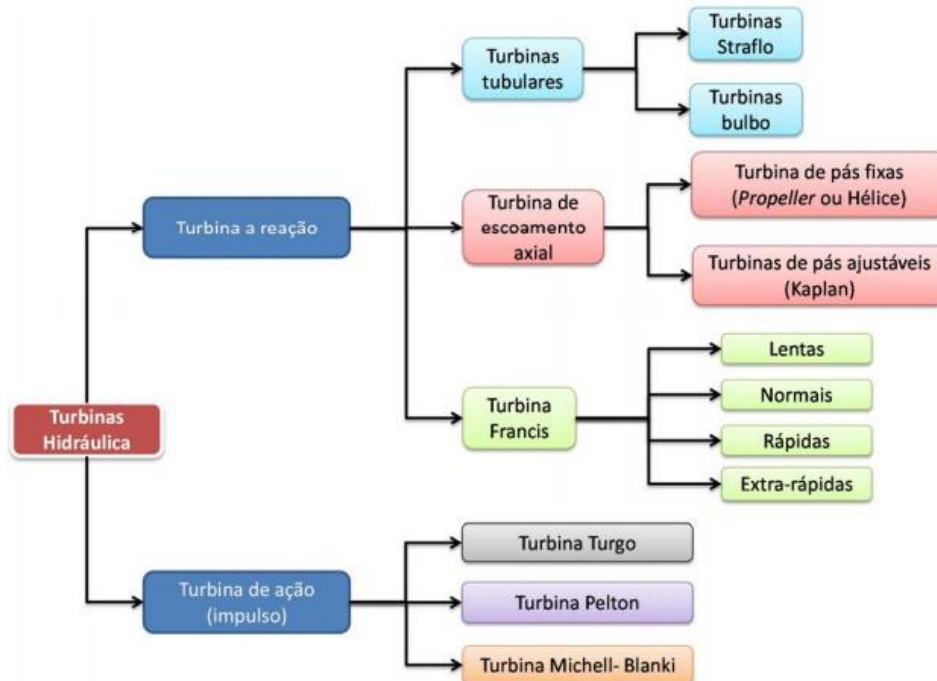 Turbinas
Straflo
Turbinas
tubulares
Turbinas
bulbo
Turbina de pás fixas
(Propeller ou Hélice)
Turbina a reação
Turbina de
escoamento
axial
Turbinas de pás ajustáveis
(Kaplan)
Lentas
Turbinas
Hidráulica
Turbina
Francis
Normais
Rápidas
Extra-rápidas
Turbina Turgo
Turbina de ação
(impulso)
Turbina Pelton
Turbina Michell- Blanki